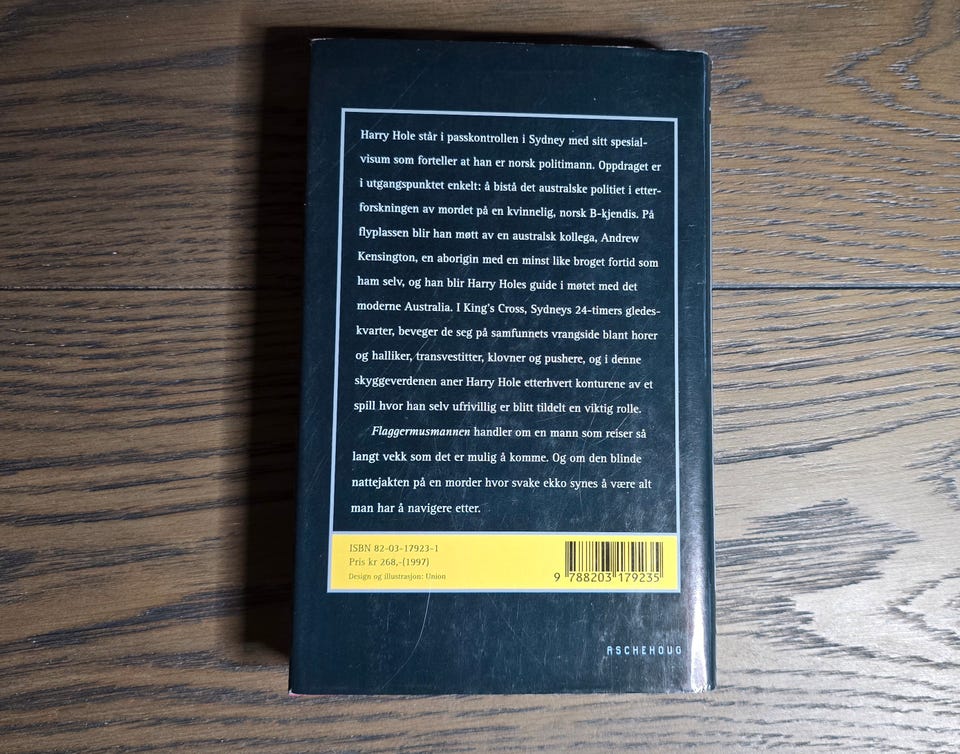 Harry Hole står i passkontrollen i Sydney med sitt spesial-
visum som forteller at han er norsk politimann. Oppdraget er
i utgangspunktet enkelt: å bistå det australske politiet i etter-
forskningen av mordet på en kvinnelig, norsk B-kjendis. På
flyplassen blir han møtt av en australsk kollega, Andrew
Kensington, en aborigin med en minst like broget fortid som
ham selv, og han blir Harry Holes guide i møtet med det
moderne Australia. I King's Cross, Sydneys 24-timers gledes-
kvarter, beveger de seg på samfunnets vrangside blant horer
og halliker, transvestitter, klovner og pushere, og i denne
skyggeverdenen aner Harry Hole etterhvert konturene av et
spill hvor han selv ufrivillig er blitt tildelt en viktig rolle.
Flaggermusmannen handler om en mann som reiser så
langt vekk som det er mulig å komme. Og om den blinde
nattejakten på en morder hvor svake ekko synes å være alt
man har å navigere etter.
ISBN 82-03-17923-1
Pris kr 268,-(1997)
Design og illustrasjon: Union
9 788203 179235
ASCHEHOUG